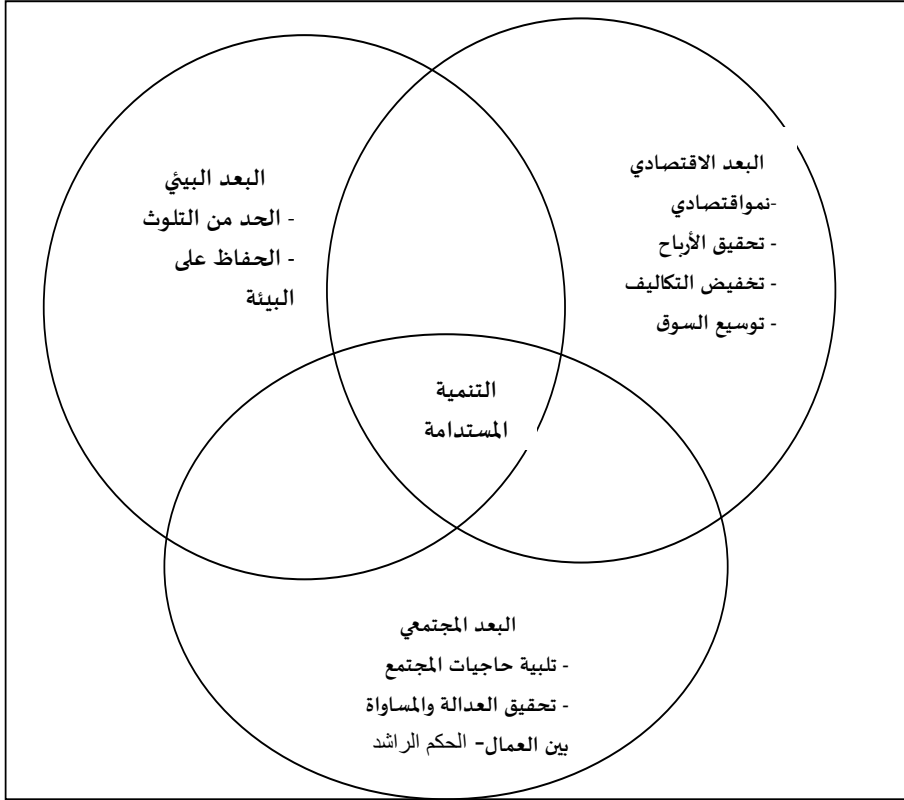 البعد الاقتصادي
-نمواقتصادي
- تحقيق الأرباح
- تخفيض التكاليف
- توسيع السوق
البعد البيئي
- الحد من التلوث
- الحفاظ على
البيئة
التنمية
المستدامة
البعد المجتمعي
- تلبية حاجيات المجتمع
- تحقيق العدالة والمساواة
بين العمال- الحكم الراشد